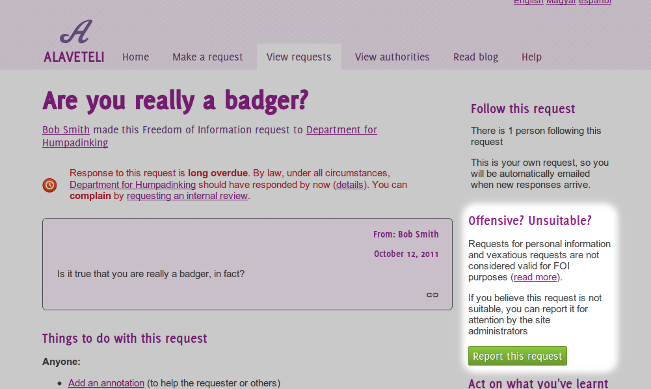 English Magyar español
A
ALAVETELI
Home Make a request View requests View authorities Read blog Help
Are you really a badger?
Bob Smith made this Freedom of Information request to Department for
Humpadinking
Response to this request is long overdue. By law, under all circumstances,
Department for Humpadinking should have responded by now (details). You can
complain by requesting an internal review.
From: Bob Smith
October 12, 2011
Is it true that you are really a badger, in fact?
Things to do with this request
Anyone:
• Add an annotation (to help the requester or others)
Follow this request
There is 1 person following this
request
This is your own request, so you
will be automatically emailed
when new responses arrive.
Offensive? Unsuitable?
Requests for personal information
and vexatious requests are not
considered valid for FOI
purposes (read more).
If you believe this request is not
suitable, you can report it for
attention by the site
administrators
Report this request
Act on what you've learnt